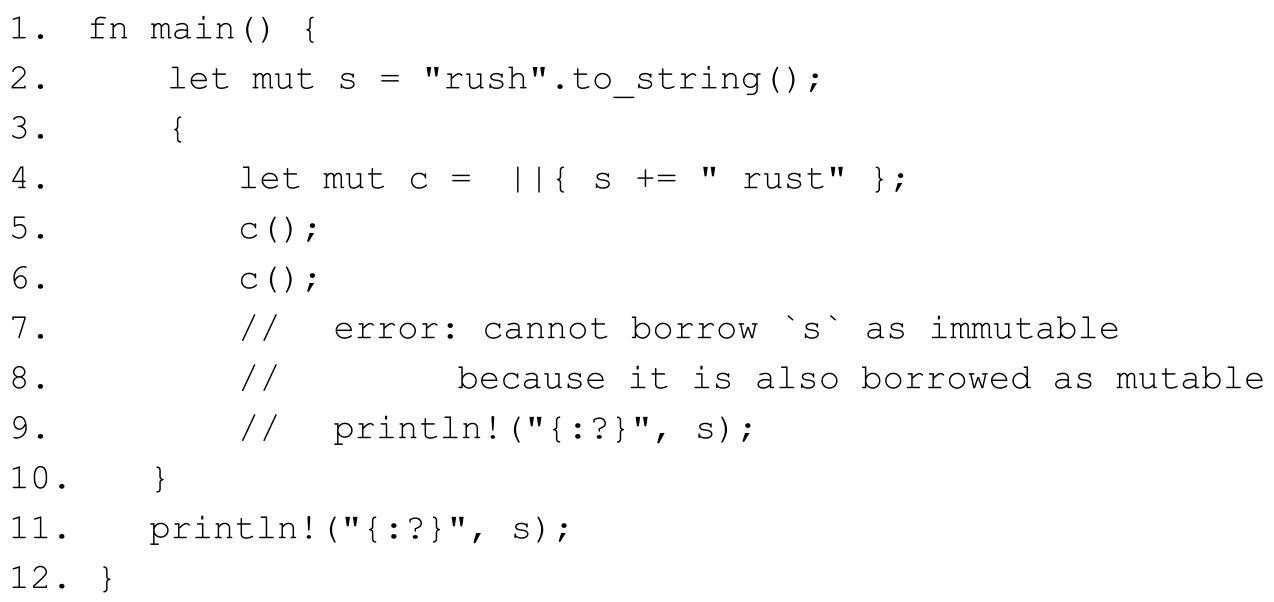 1. fn main() {
2.     let mut s = "rush".to_string();
3.     {
4.         let mut c =  ||{ s += " rust" };
5.         c();
6.         c();
7.         //  error: cannot borrow `s` as immutable
8.         //        because it is also borrowed as mutable
9.         //  println!("{:?}", s);
10.    }
11.    println!("{:?}", s);
12. }